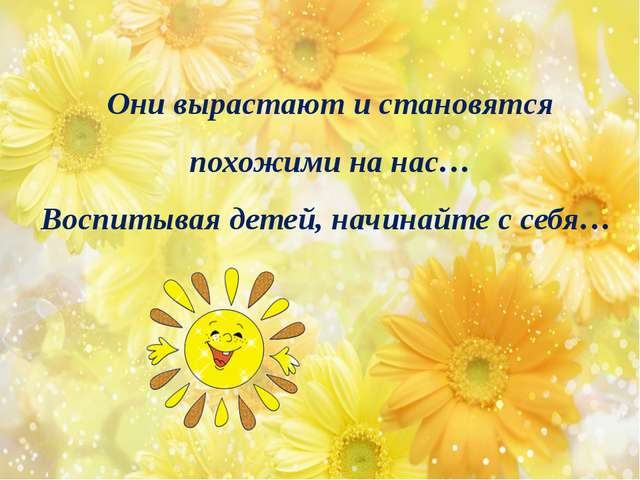 Они вырастают и становятся
похожими на нас…
Воспитывая детей, начинайте с себя…